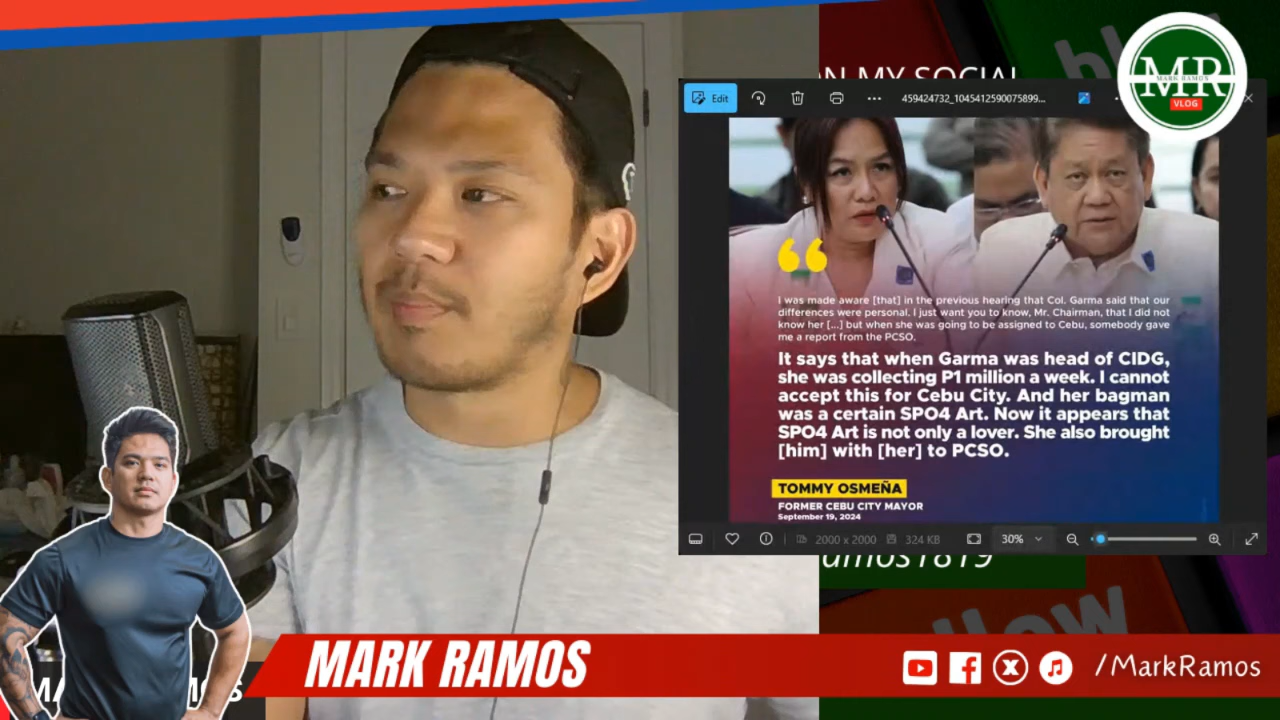 ON MY SOCIAL
MR
MARK RAMOS
VLOG
Edit
459424732_1045412590075899...
“
I was made aware [that] in the previous hearing that Col. Garma said that our
differences were personal. I just want you to know, Mr. Chairman, that I did not
know her [...] but when she was going to be assigned to Cebu, somebody gave
me a report from the PCSO.
It says that when Garma was head of CIDG,
she was collecting P1 million a week. I cannot
accept this for Cebu City. And her bagman
was a certain SPO4 Art. Now it appears that
SPO4 Art is not only a lover. She also brought
[him] with [her] to PCSO.
TOMMY OSMEÑA
FORMER CEBU CITY MAYOR
September 19, 2024
2000 x 2000 324 KB 30%
amos1819
MARK RAMOS
/MarkRamos